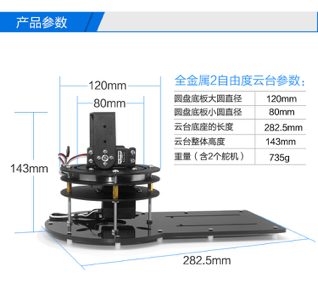 产品参数
120mm
80mm
143mm
282.5mm
全金属2自由度云台参数:
圆盘底板大圆直径 120mm
圆盘底板小圆直径 80mm
云台底座的长度 282.5mm
云台整体高度 143mm
重量（含2个舵机） 735g